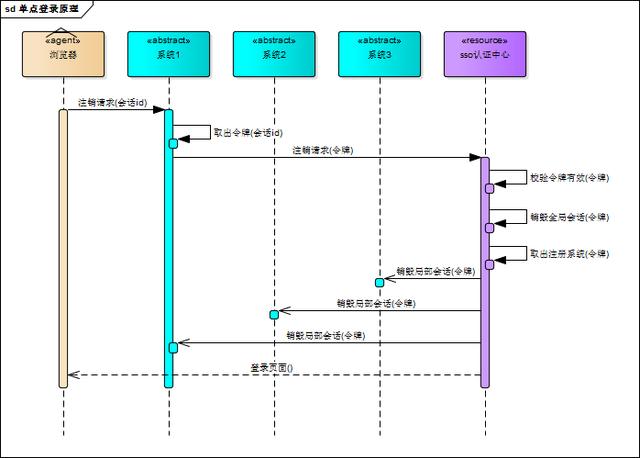 sd 单点登录原理
«agent»
浏览器
«abstract»
系统1
«abstract»
系统2
«abstract»
系统3
«resource»
sso认证中心
注销请求(会话id)
取出令牌(会话id)
注销请求(令牌)
校验令牌有效(令牌)
销毁全局会话(令牌)
取出注册系统(令牌)
销毁局部会话(令牌)
销毁局部会话(令牌)
销毁局部会话(令牌)
登录页面()